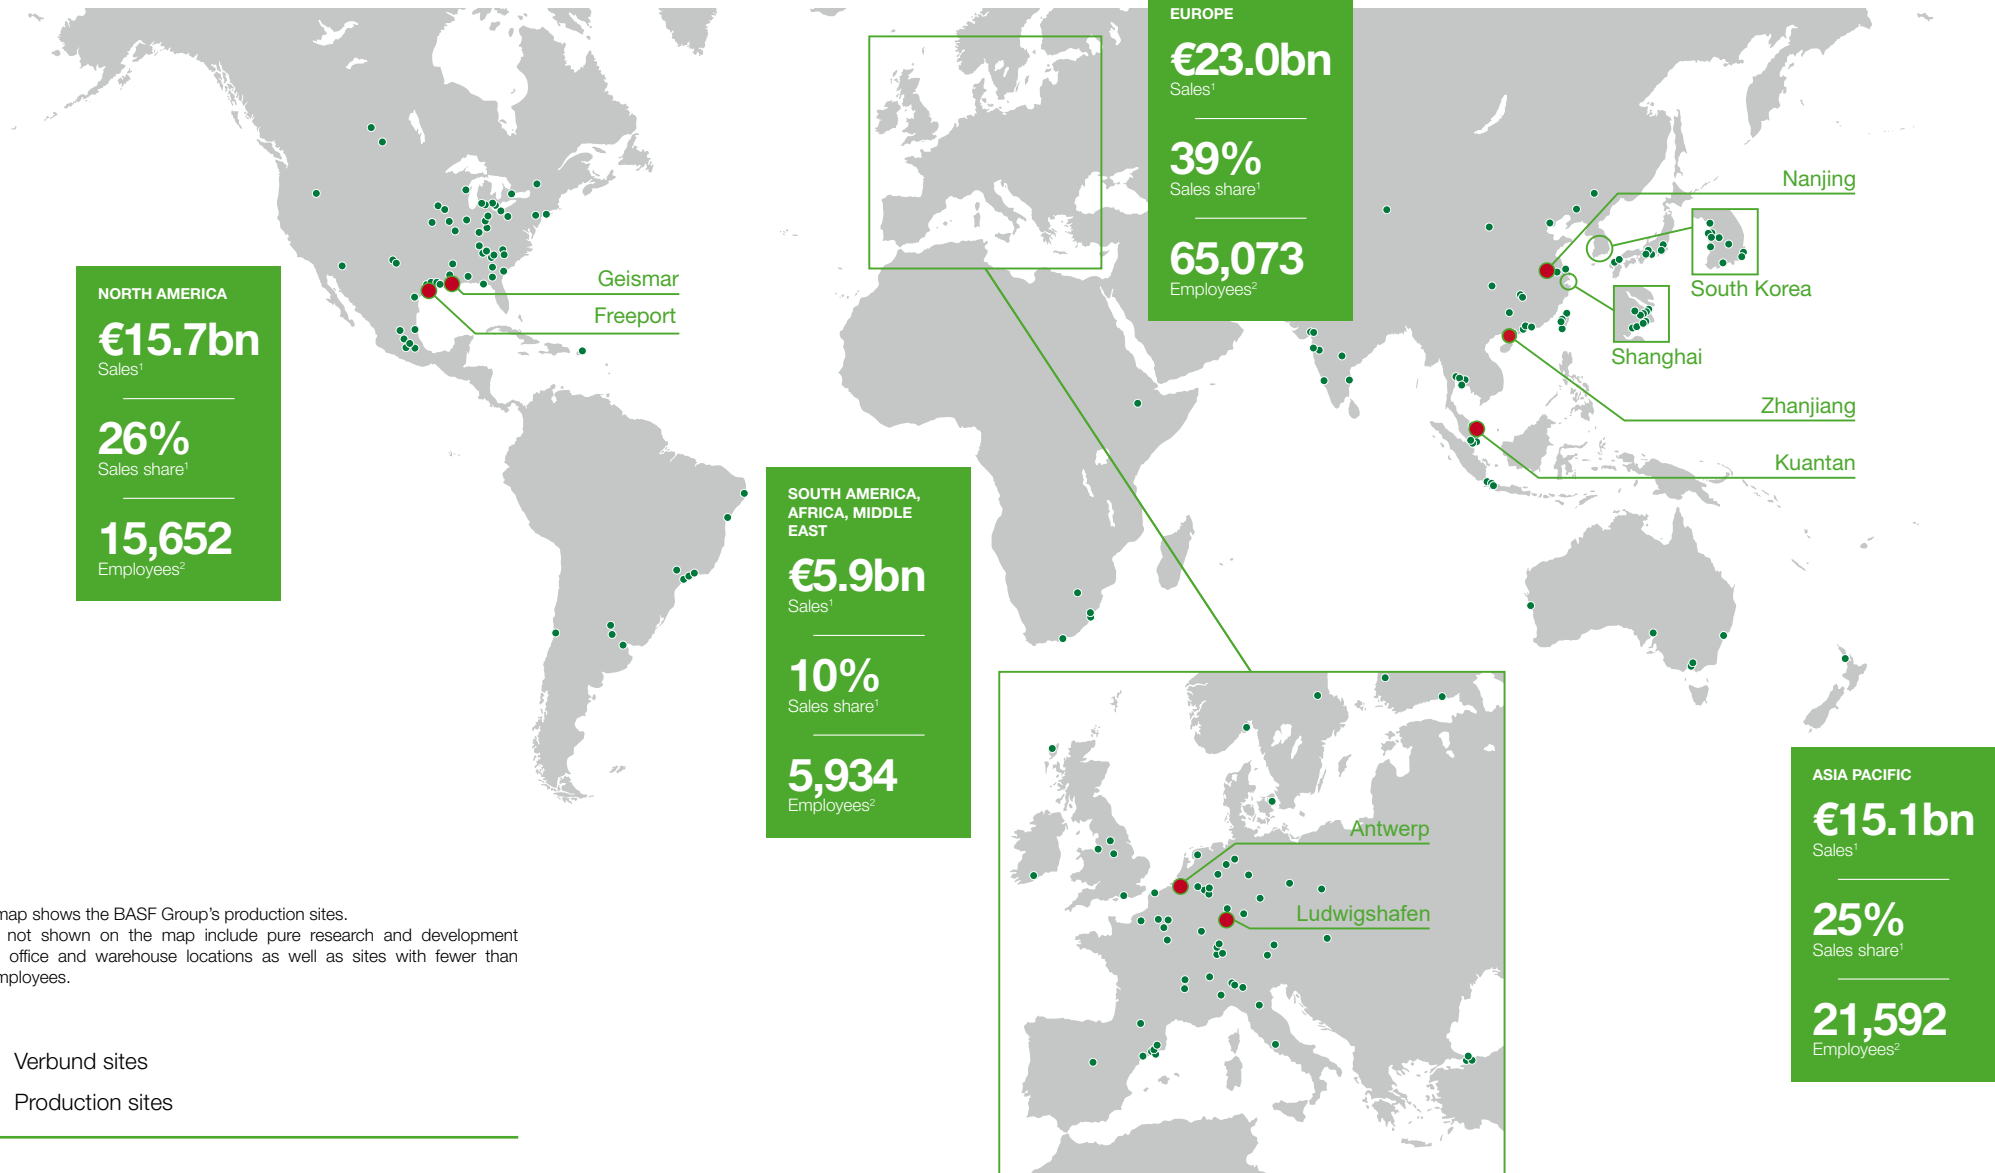 EUROPE
€23.0bn
Sales¹
39%
Sales share¹
65,073
Employees²
NORTH AMERICA
€15.7bn
Sales¹
26%
Sales share¹
15,652
Employees²
Geismar
Freeport
Nanjing
South Korea
Shanghai
Zhanjiang
Kuantan
SOUTH AMERICA,
AFRICA, MIDDLE
EAST
€5.9bn
Sales¹
10%
Sales share¹
5,934
Employees²
Antwerp
Ludwigshafen
ASIA PACIFIC
€15.1bn
Sales¹
25%
Sales share¹
21,592
Employees²
map shows the BASF Group’s production sites.
not shown on the map include pure research and development
office and warehouse locations as well as sites with fewer than
mployees.
Verbund sites
Production sites